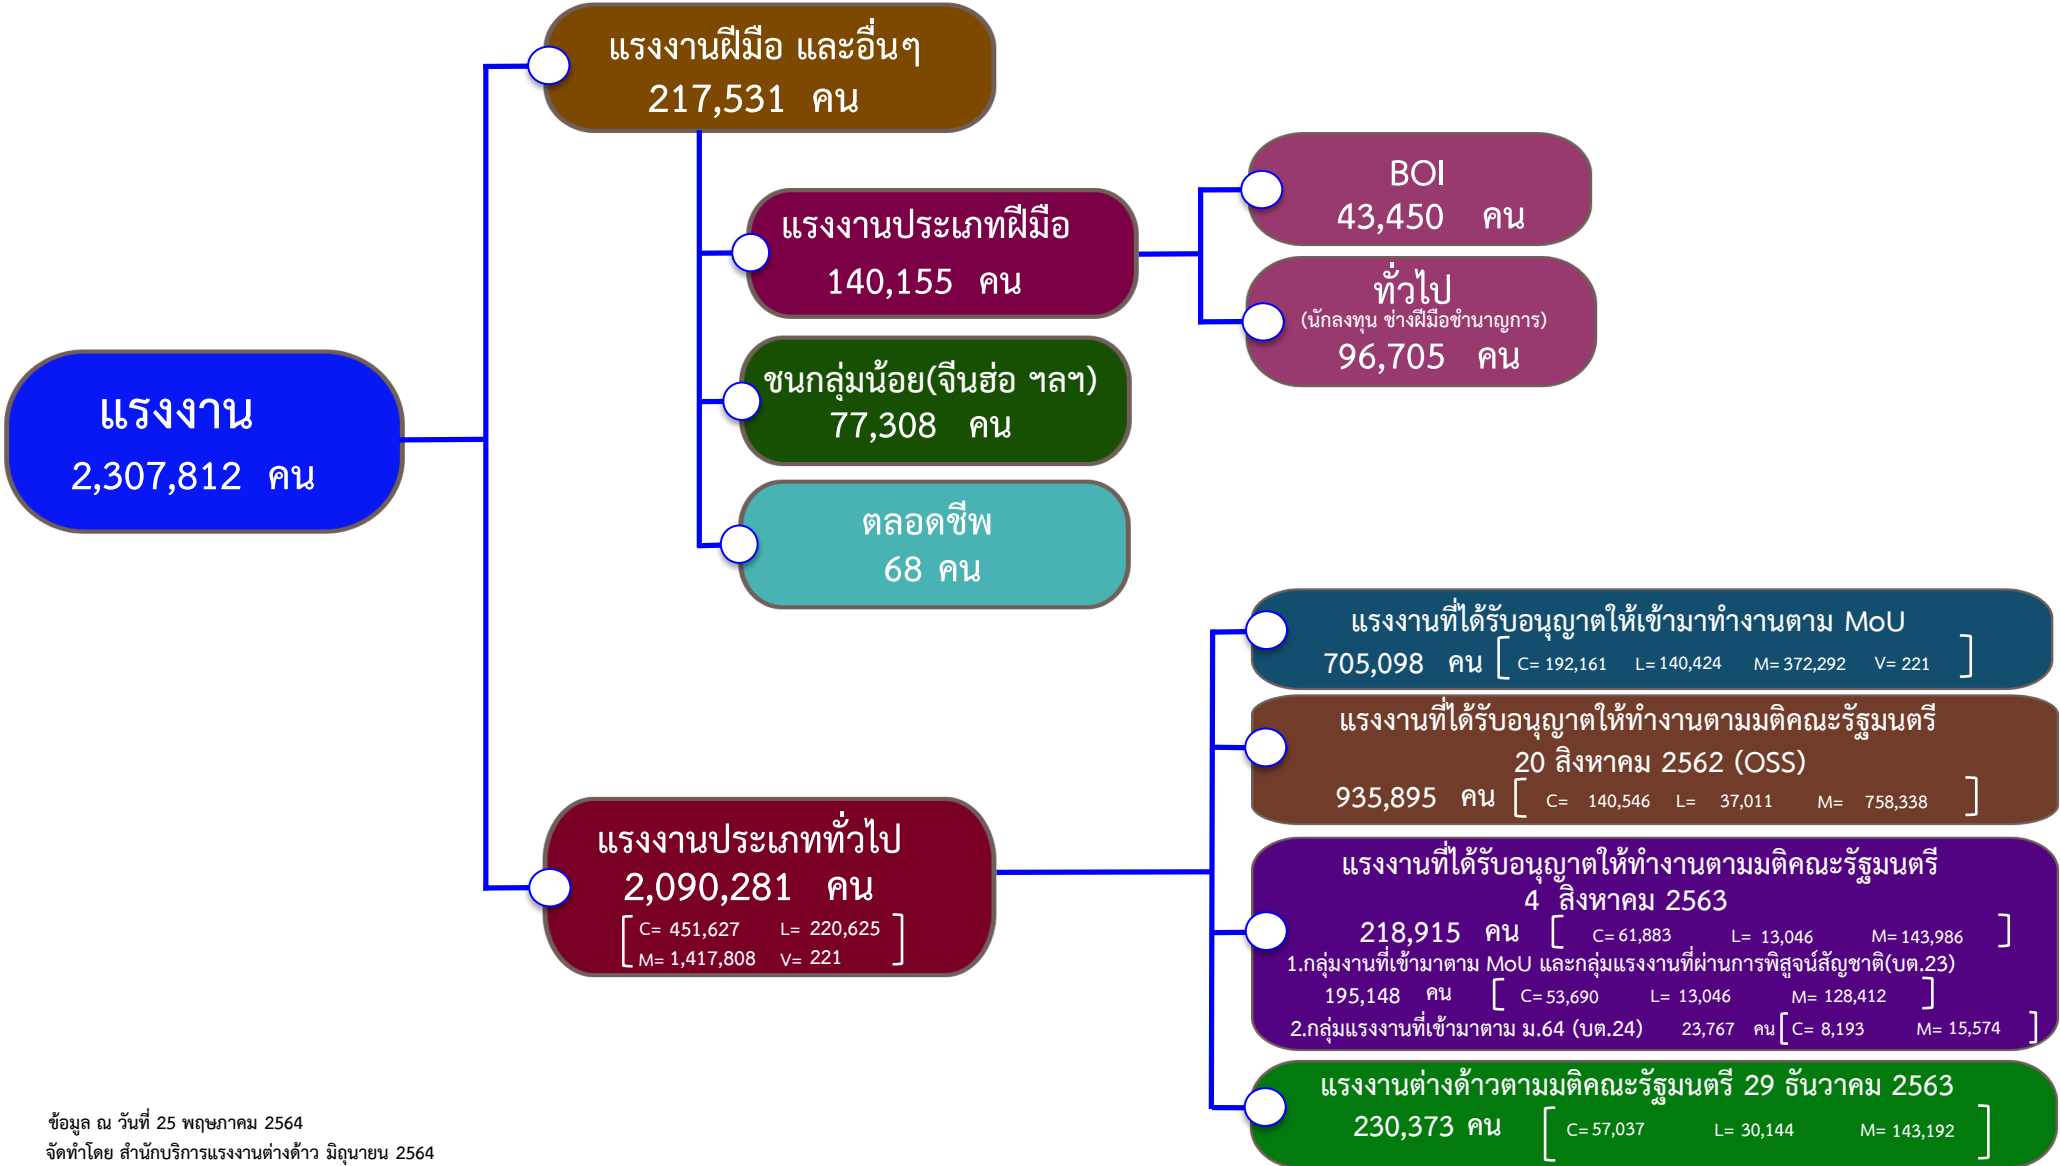 แรงงานฝีมือ และอื่นๆ
217,531 คน
BOI
43,450 คน
แรงงานประเภทฝีมือ
140,155 คน
ทั่วไป
(นักลงทุน ช่างฝีมือชำนาญการ)
96,705 คน
ชนกลุ่มน้อย(จีนฮ่อ ฯลฯ)
77,308 คน
แรงงาน
2,307,812 คน
ตลอดชีพ
68 คน
แรงงานที่ได้รับอนุญาตให้เข้ามาทำงานตาม MoU
705,098 คน [ C= 192,161 L= 140,424 M= 372,292 V= 221 ]
แรงงานที่ได้รับอนุญาตให้ทำงานตามมติคณะรัฐมนตรี
20 สิงหาคม 2562 (OSS)
935,895 คน [ C= 140,546 L= 37,011 M= 758,338 ]
แรงงานประเภททั่วไป
2,090,281 คน
[ C= 451,627 L= 220,625
M= 1,417,808 V= 221 ]
แรงงานที่ได้รับอนุญาตให้ทำงานตามมติคณะรัฐมนตรี
4 สิงหาคม 2563
218,915 คน [ C= 61,883 L= 13,046 M= 143,986 ]
1.กลุ่มงานที่เข้ามาตาม MoU และกลุ่มแรงงานที่ผ่านการพิสูจน์สัญชาติ(บต.23)
195,148 คน [ C= 53,690 L= 13,046 M= 128,412 ]
2.กลุ่มแรงงานที่เข้ามาตาม ม.64 (บต.24) 23,767 คน [ C= 8,193 M= 15,574 ]
แรงงานต่างด้าวตามมติคณะรัฐมนตรี 29 ธันวาคม 2563
230,373 คน [ C= 57,037 L= 30,144 M= 143,192 ]
ข้อมูล ณ วันที่ 25 พฤษภาคม 2564
จัดทำโดย สำนักบริการแรงงานต่างด้าว มิถุนายน 2564